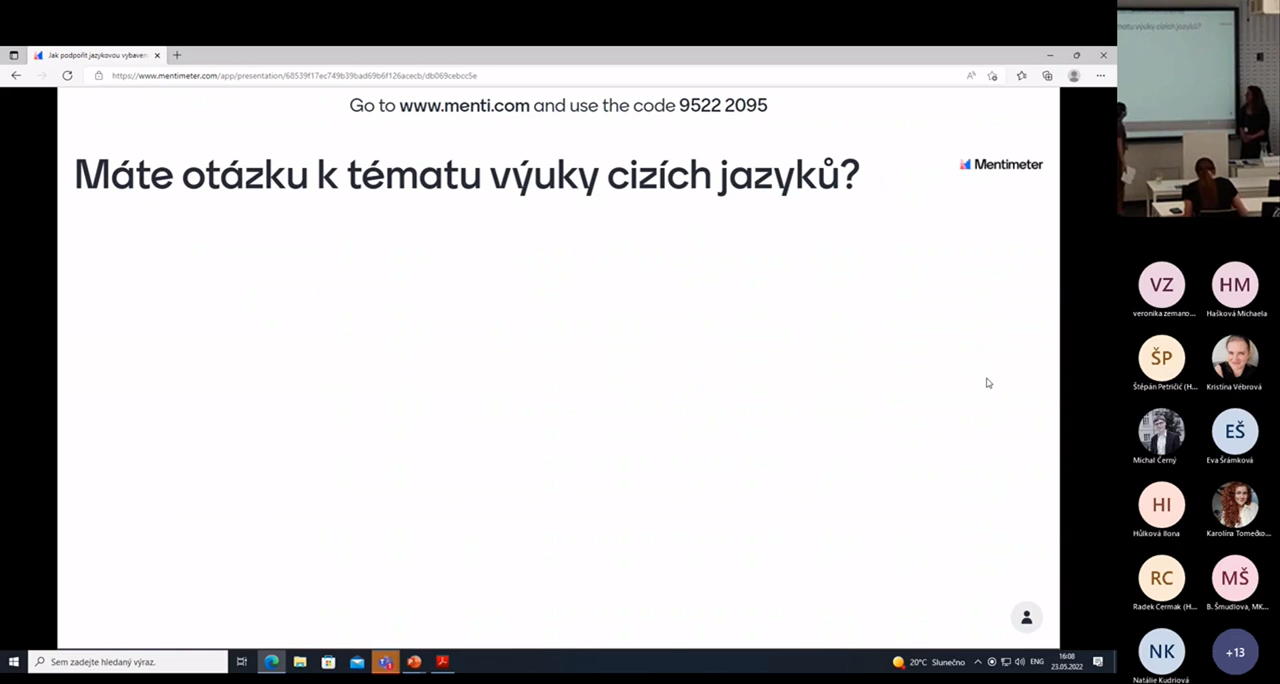 Jak podpořit jazykovou vybaven
https://www.mentimeter.com/app/presentation/68539f17ec749b39bad69b6f126acecb/db069cebcc5e
Go to www.menti.com and use the code 9522 2095
Máte otázku k tématu výuky cizích jazyků?
Mentimeter
VZ
HM
veronika zemano...
Hašková Michaela
ŠP
Štěpán Petričić (H...
Kristína Vébrová
EŠ
Michal Černý
Eva Šrámková
HI
Hůlková Ilona
Karolína Tomečko...
RC
MŠ
Radek Cermak (H...
B. Šmudlova, MK...
NK
+13
Natálie Kudriová
Sem zadejte hledaný výraz.
20°C Slunečno
ENG
16:08
23.05.2022